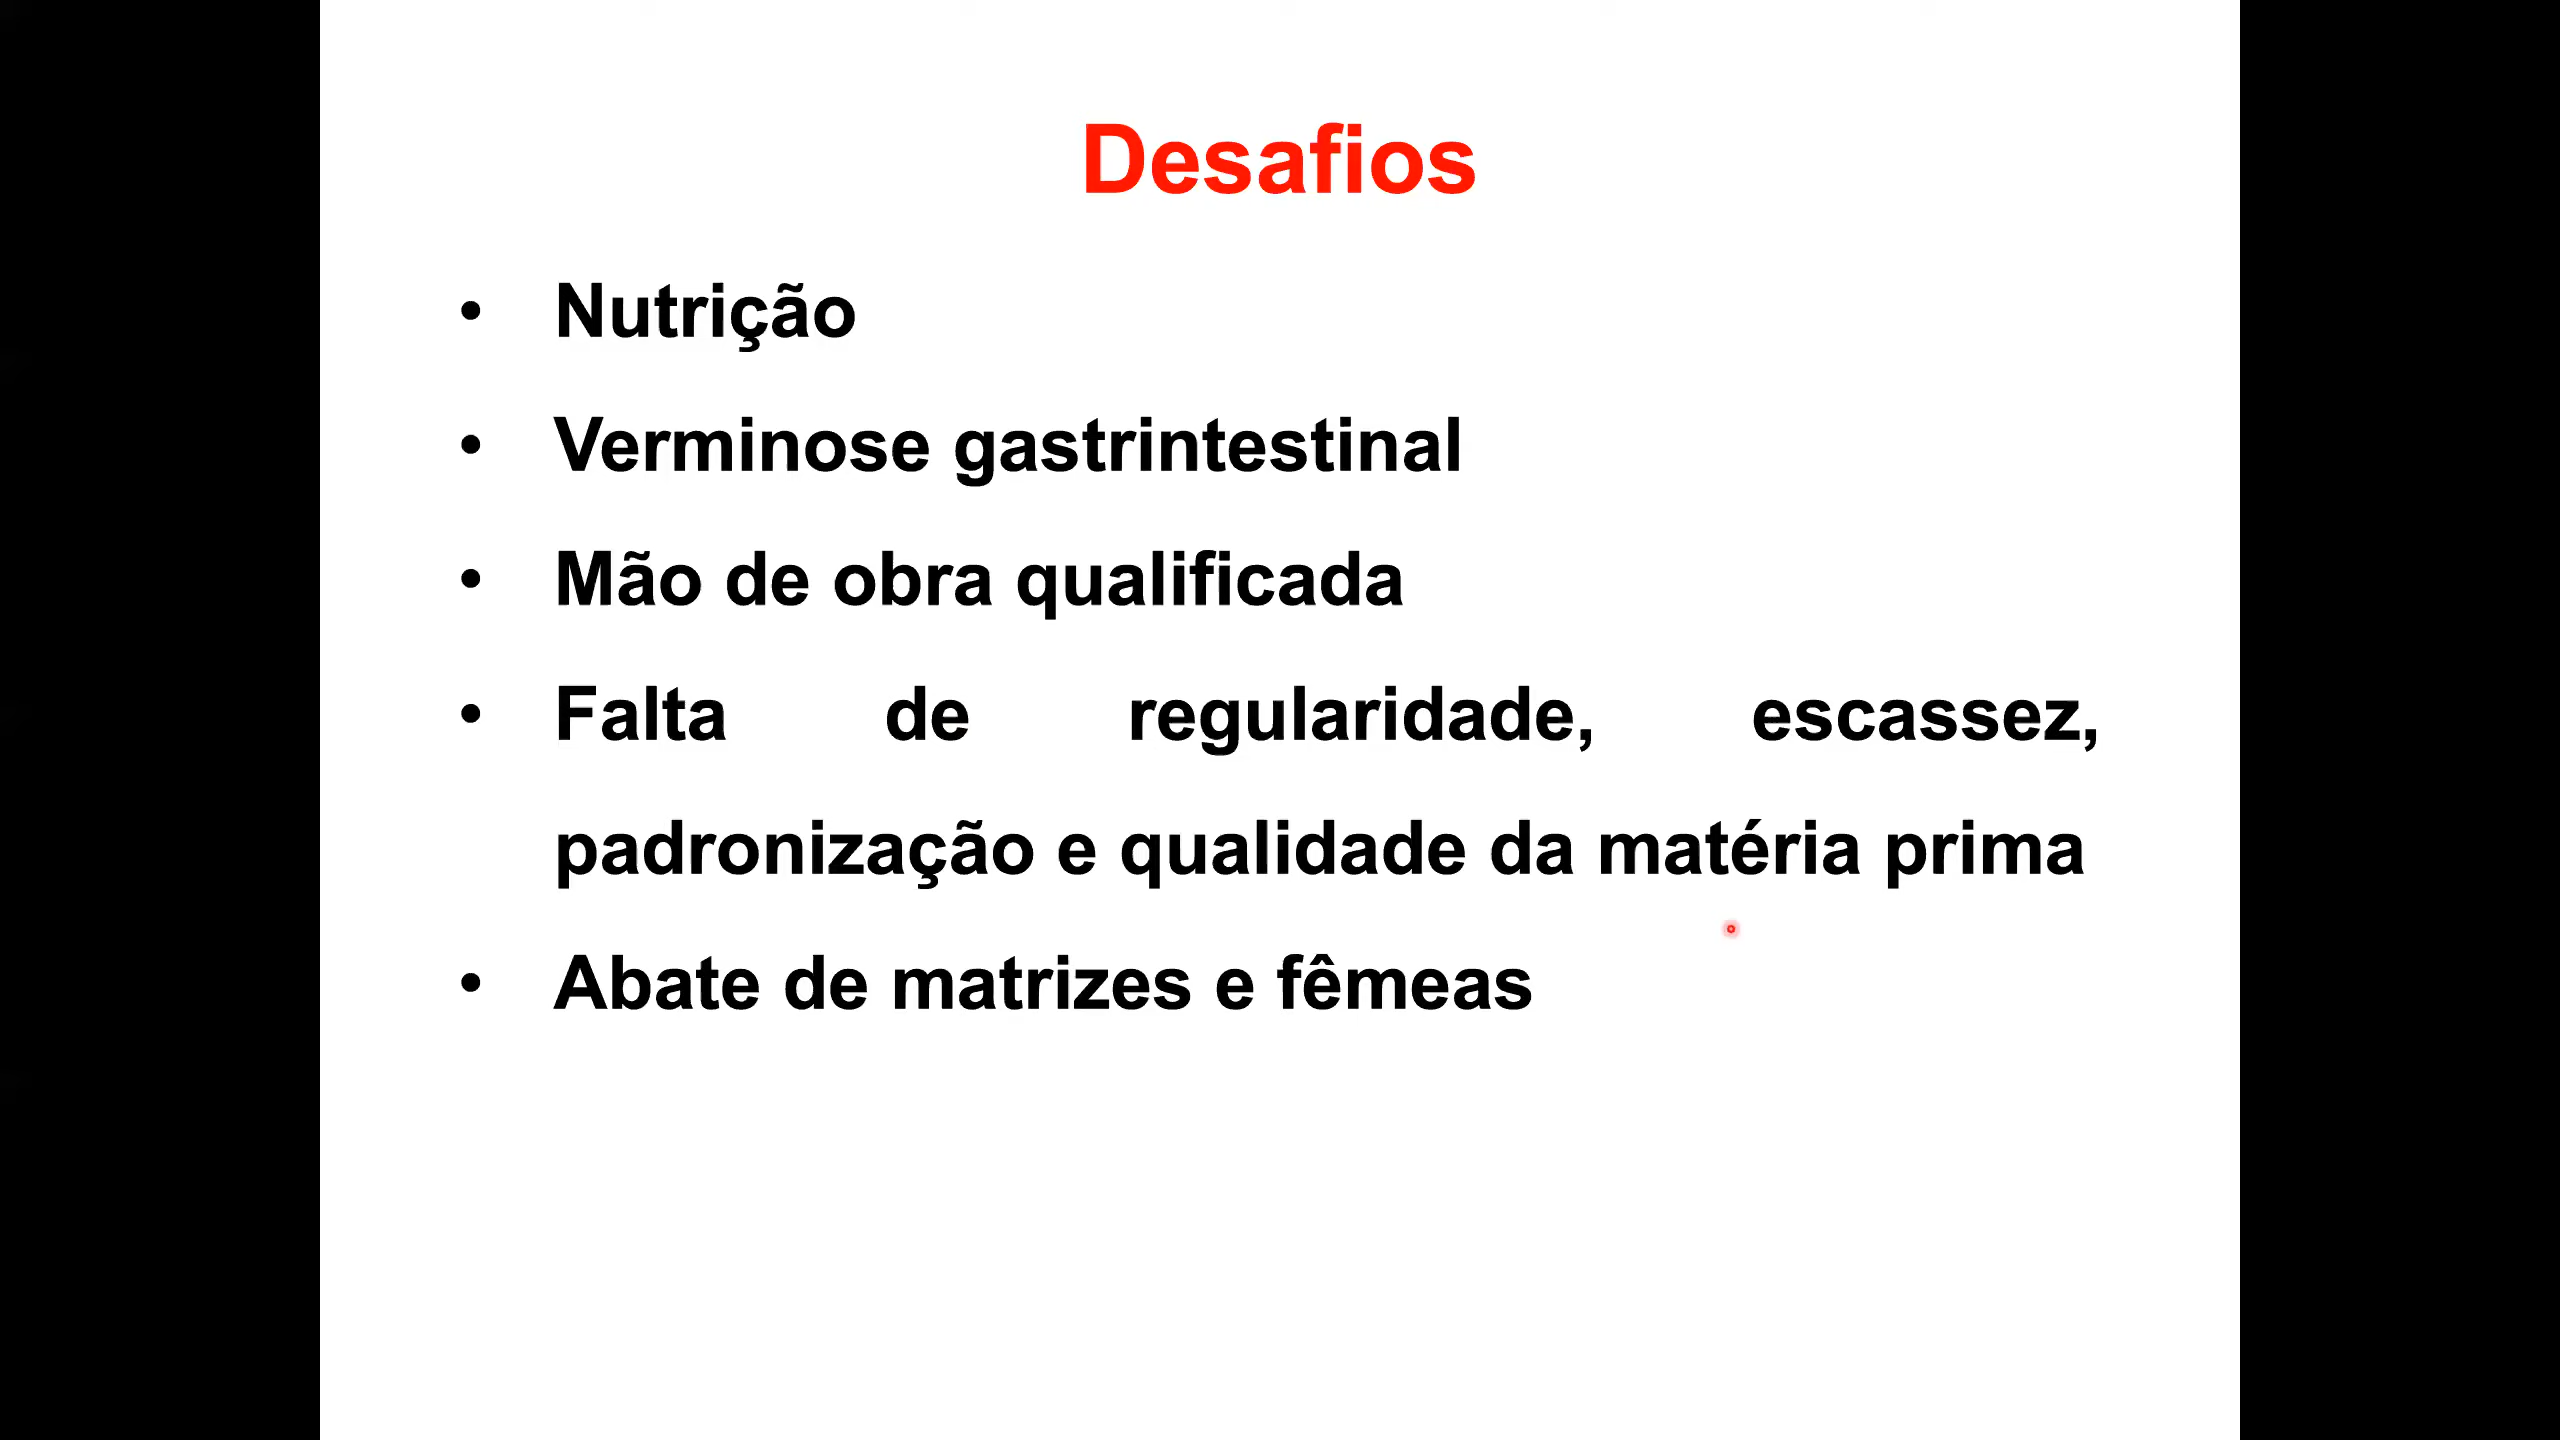 Desafios
• Nutrição
• Verminose gastrintestinal
• Mão de obra qualificada
• Falta de regularidade, escassez,
padronização e qualidade da matéria prima
• Abate de matrizes e fêmeas